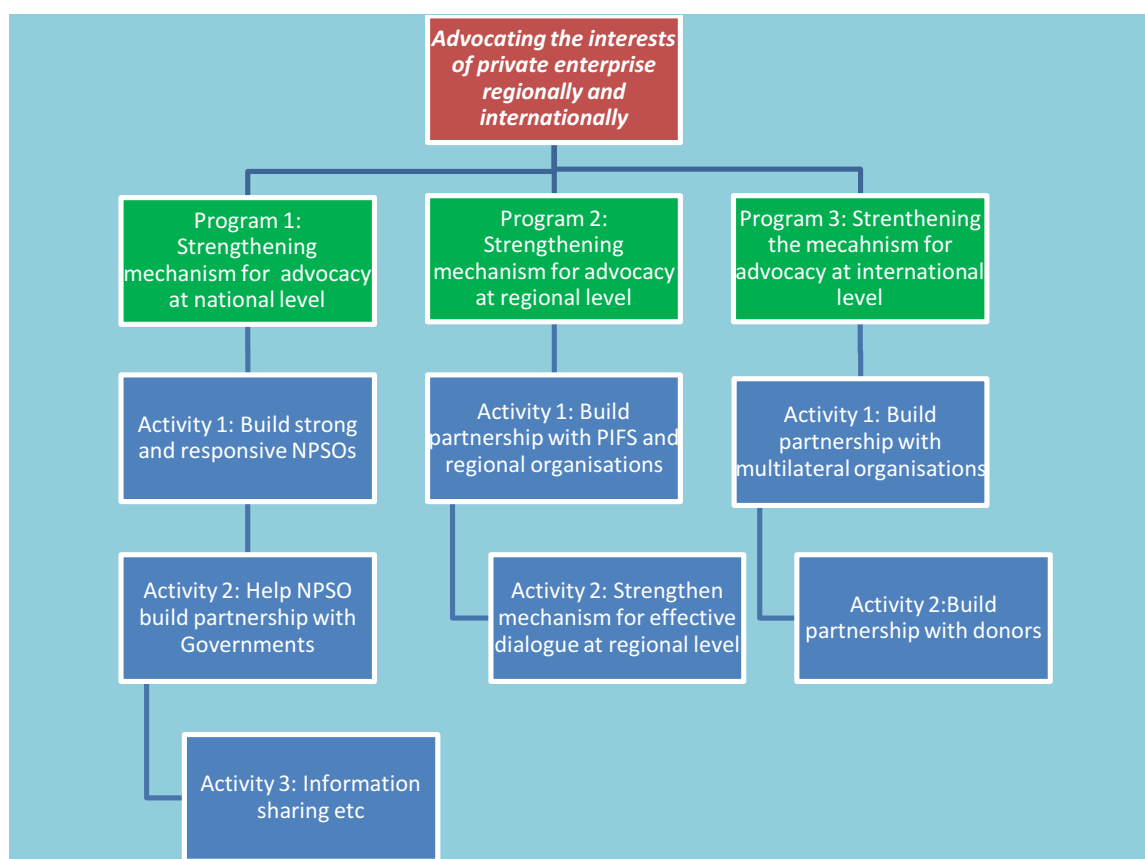 Advocating the interests
of private enterprise
regionally and
internationally
Program 1:
Strengthening
mechanism for advocacy
at national level
Program 2:
Strengthening
mechanism for advocacy
at regional level
Program 3: Strenthening
the mecahnism for
advocacy at international
level
Activity 1: Build strong
and responsive NPSOs
Activity 1: Build
partnership with PIFS and
regional organisations
Activity 1: Build
partnership with
multilateral organisations
Activity 2: Help NPSO
build partnership with
Governments
Activity 2: Strengthen
mechanism for effective
dialogue at regional level
Activity 2:Build
partnership with donors
Activity 3: Information
sharing etc